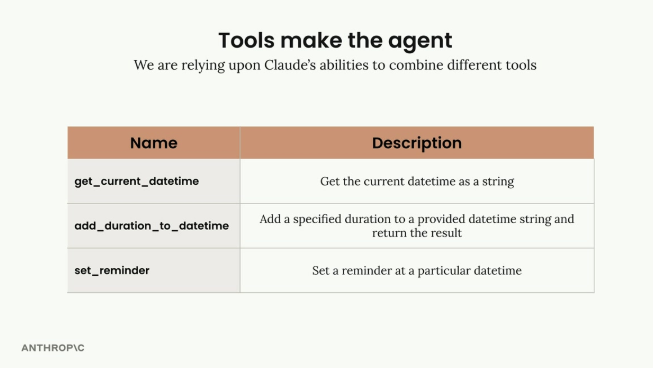 Tools make the agent
We are relying upon Claude’s abilities to combine different tools
Name
Description
get_current_datetime
Get the current datetime as a string
add_duration_to_datetime
Add a specified duration to a provided datetime string and
return the result
set_reminder
Set a reminder at a particular datetime
ANTHROP\C